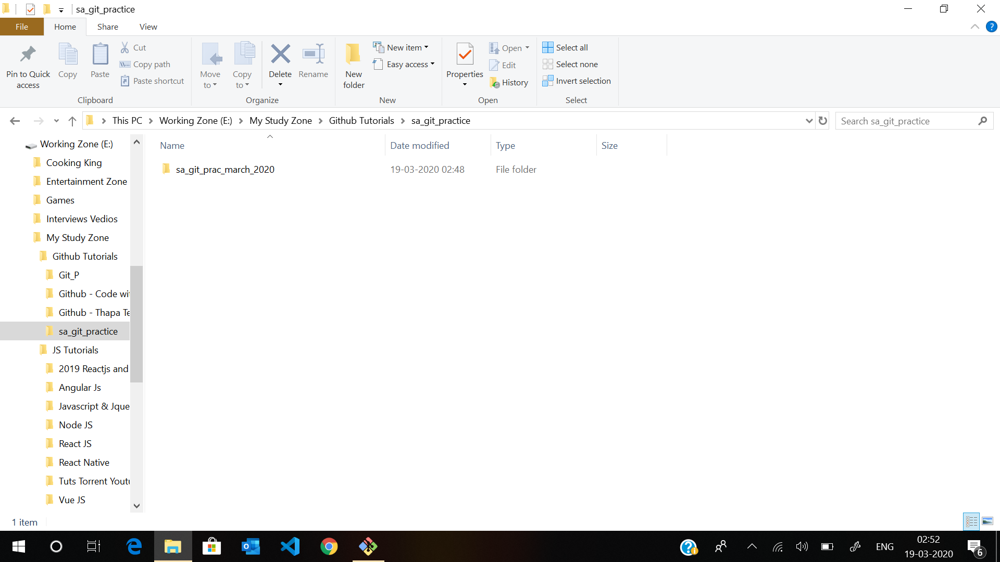 sa_git_practice
File Home Share View
Pin to Quick access
Copy
Paste
Cut
Copy path
Paste shortcut
Clipboard
Move to
Copy to
Delete
Rename
Organize
New folder
New item
Easy access
New
Properties
Open
Edit
History
Open
Select all
Select none
Invert selection
Select
This PC Working Zone (E:) My Study Zone Github Tutorials sa_git_practice
Search sa_git_practice
Working Zone (E:)
Cooking King
Entertainment Zone
Games
Interviews Vedios
My Study Zone
Github Tutorials
Git_P
Github - Code wit
Github - Thapa Te
sa_git_practice
JS Tutorials
2019 Reactjs and
Angular Js
Javascript & Jque
Node JS
React JS
React Native
Tuts Torrent Youtu
Vue JS
Name Date modified Type Size
sa_git_prac_march_2020 19-03-2020 02:48 File folder
1 item
ENG
02:52
19-03-2020
6